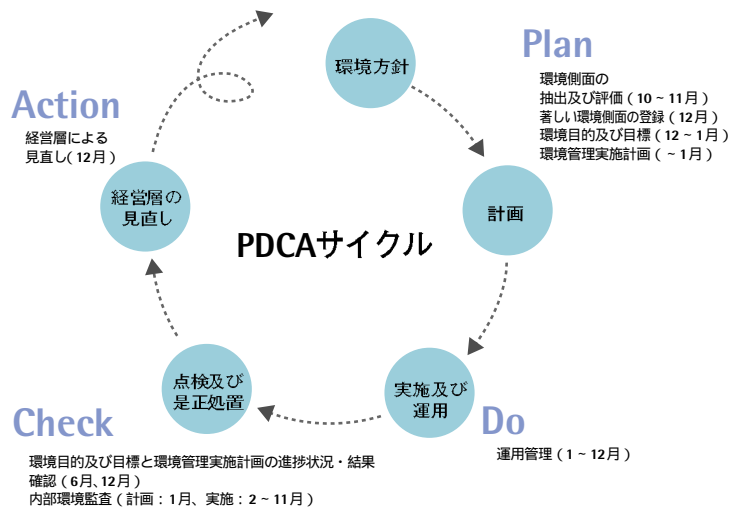 環境方針
Plan
環境側面の
抽出及び評価（10～11月）
著しい環境側面の登録（12月）
環境目的及び目標（12～1月）
環境管理実施計画（～1月）
Action
経営層による
見直し（12月）
経営層の
見直し
計画
PDCAサイクル
点検及び
是正処置
実施及び
運用
Check
環境目的及び目標と環境管理実施計画の進捗状況・結果
確認（6月、12月）
内部環境監査（計画：1月、実施：2～11月）
Do
運用管理（1～12月）